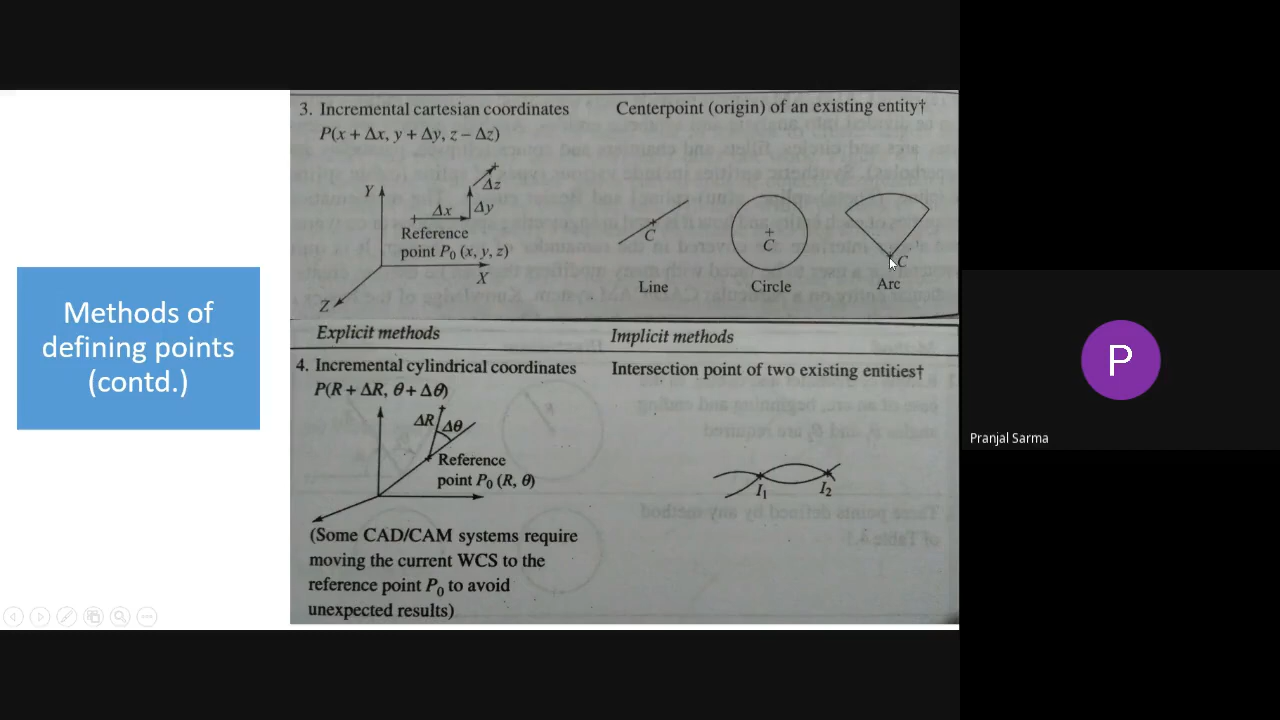 Methods of
defining points
(contd.)
3. Incremental cartesian coordinates
P(x + Δx, y + Δy, z – Δz)
Y
Δx
Δy
Δz
Reference
point P₀ (x, y, z)
X
Z
Centerpoint (origin) of an existing entity†
C
C
C
Line
Circle
Arc
Explicit methods
Implicit methods
4. Incremental cylindrical coordinates
P(R + ΔR, θ + Δθ)
ΔR
Δθ
Reference
point P₀ (R, θ)
(Some CAD/CAM systems require
moving the current WCS to the
reference point P₀ to avoid
unexpected results)
Intersection point of two existing entities†
I₁
I₂
P
Pranjal Sarma